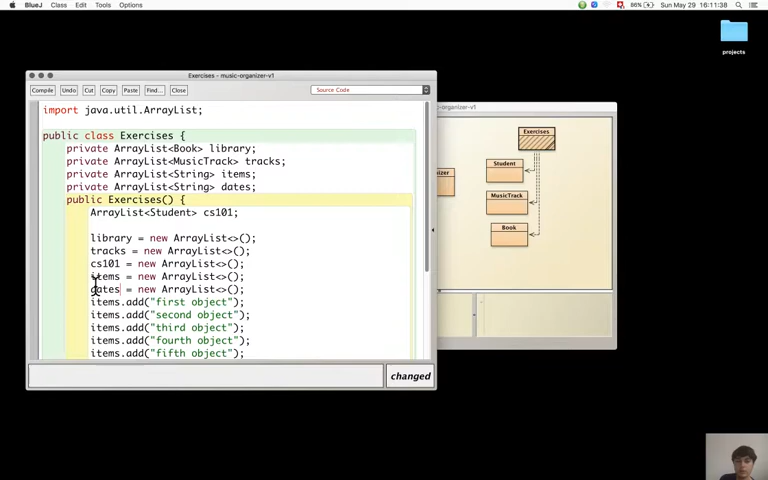 BlueJ Class Edit Tools Options
86% Sun May 29 16:11:38
projects
Exercises - music-organizer-v1
Compile Undo Cut Copy Paste Find... Close
Source Code
import java.util.ArrayList;
public class Exercises {
private ArrayList<Book> library;
private ArrayList<MusicTrack> tracks;
private ArrayList<String> items;
private ArrayList<String> dates;
public Exercises() {
ArrayList<Student> cs101;
library = new ArrayList<>();
tracks = new ArrayList<>();
cs101 = new ArrayList<>();
items = new ArrayList<>();
dates = new ArrayList<>();
items.add("first object");
items.add("second object");
items.add("third object");
items.add("fourth object");
items.add("fifth object");
changed
-organizer-v1
Exercises
Student
nizer
MusicTrack
Book